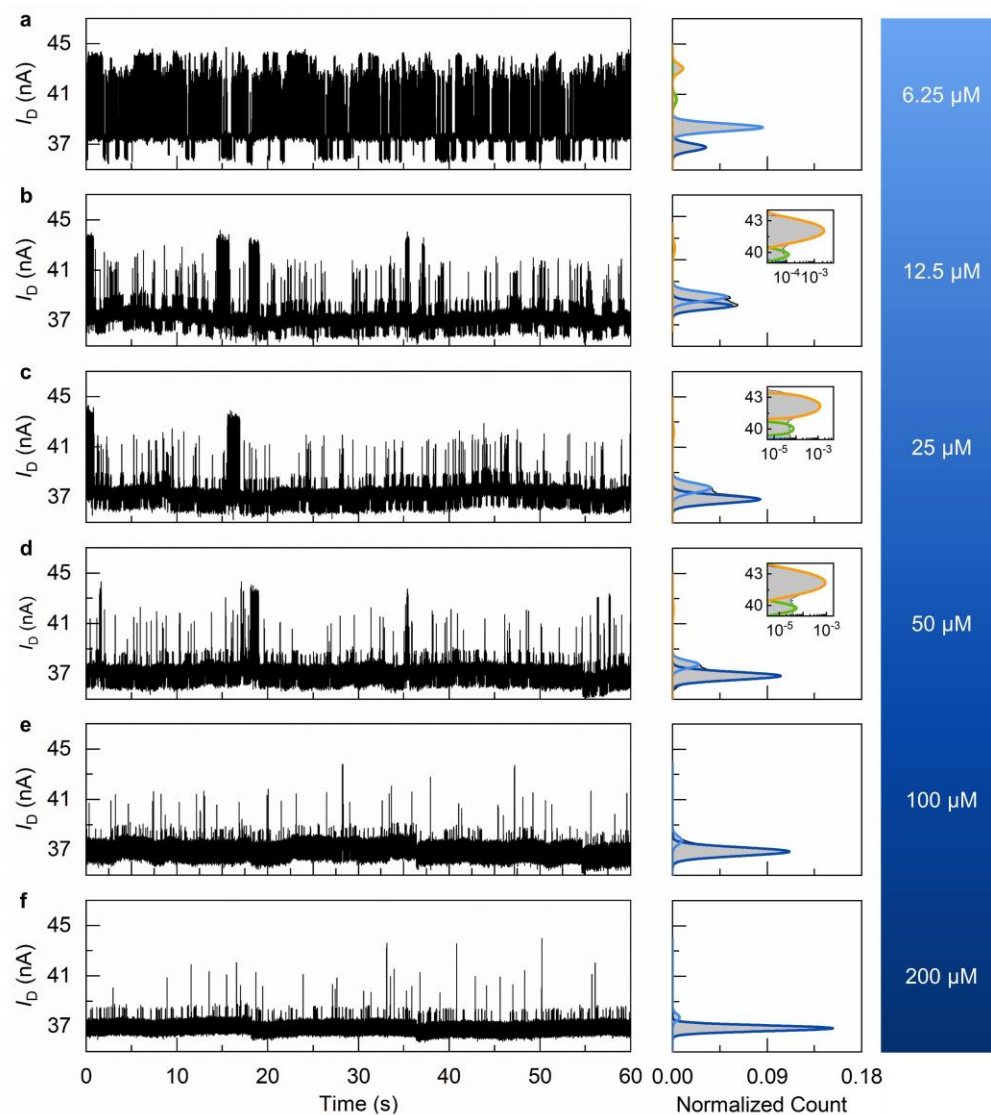 a
45
41
37
I_D (nA)
6.25 µM
b
45
41
37
I_D (nA)
43
40
10⁻⁴ 10⁻³
12.5 µM
c
45
41
37
I_D (nA)
43
40
10⁻⁵ 10⁻³
25 µM
d
45
41
37
I_D (nA)
43
40
10⁻⁵ 10⁻³
50 µM
e
45
41
37
I_D (nA)
100 µM
f
45
41
37
I_D (nA)
200 µM
0 10 20 30 40 50 60
Time (s)
0.00 0.09 0.18
Normalized Count